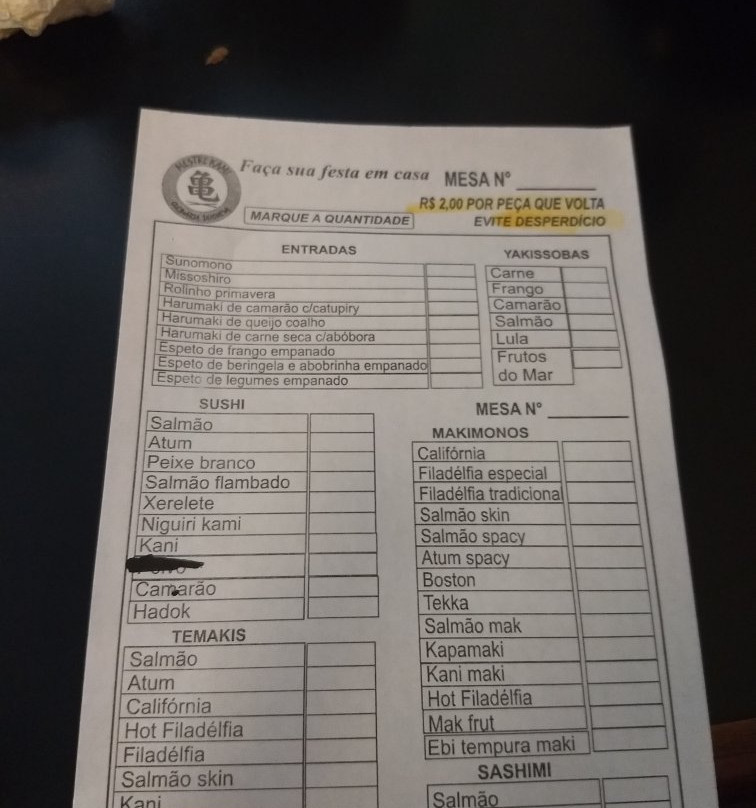 MESTRE KAME
亀
Faça sua festa em casa
MESA Nº
R$ 2,00 POR PEÇA QUE VOLTA
MARQUE A QUANTIDADE
EVITE DESPERDÍCIO
ENTRADAS
Sunomono
Missoshiro
Rolinho primavera
Harumaki de camarão c/catupiry
Harumaki de queijo coalho
Harumaki de carne seca c/abóbora
Espeto de frango empanado
Espeto de beringela e abobrinha empanado
Espeto de legumes empanado
YAKISSOBAS
Carne
Frango
Camarão
Salmão
Lula
Frutos
do Mar
SUSHI
Salmão
Atum
Peixe branco
Salmão flambado
Xerelete
Niguiri kami
Kani
Camarão
Hadok
TEMAKIS
Salmão
Atum
Califórnia
Hot Filadélfia
Filadélfia
Salmão skin
Kani
MESA Nº
MAKIMONOS
Califórnia
Filadélfia especial
Filadélfia tradicional
Salmão skin
Salmão spacy
Atum spacy
Boston
Tekka
Salmão mak
Kapamaki
Kani maki
Hot Filadélfia
Mak frut
Ebi tempura maki
SASHIMI
Salmão